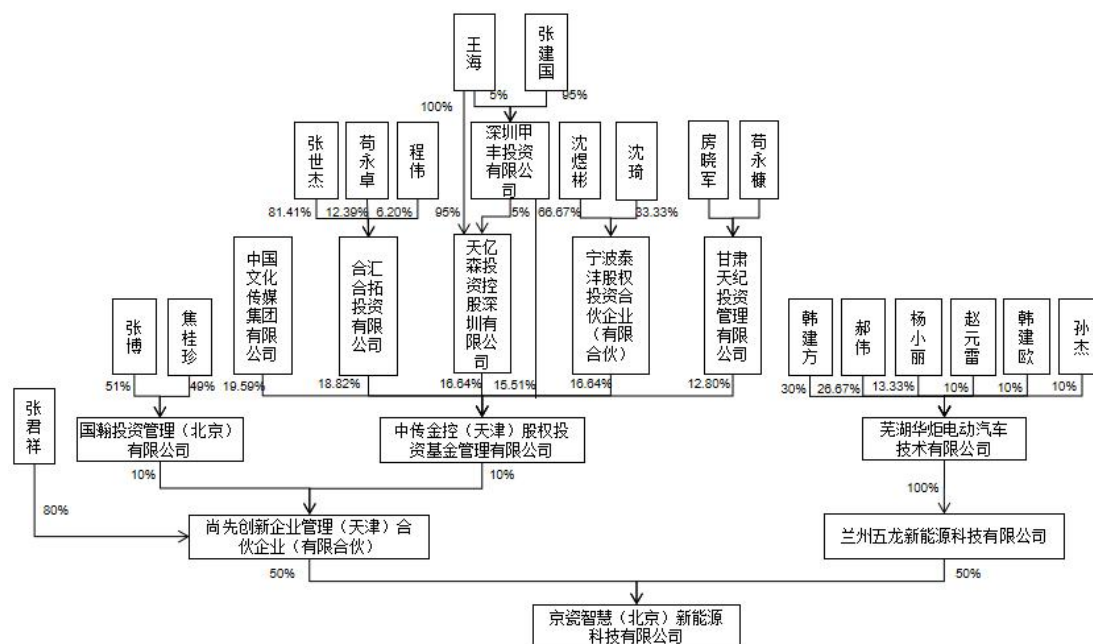 王海
张建国
100%
5%
95%
张世杰
苟永卓
程伟
深圳甲
丰投资
有限公
司
沈煜彬
沈琦
房晓军
苟永槺
81.41%
12.39%
6.20%
95%
5%
66.67%
33.33%
中国
文化
传媒
集团
有限
公司
合汇
合拓
投资
有限
公司
天亿
森投
资控
股深
圳有
限公
司
宁波泰
沣股权
投资合
伙企业
（有限
合伙）
甘肃
天纪
投资
管理
有限
公司
张博
焦桂珍
韩建方
郝伟
杨小丽
赵元雷
韩建欧
孙杰
51%
49%
19.59%
18.82%
16.64%
15.51%
16.64%
12.80%
30%
26.67%
13.33%
10%
10%
10%
张君祥
国瀚投资管理（北京）
有限公司
中传金控（天津）股权投
资基金管理有限公司
芜湖华炬电动汽车
技术有限公司
10%
10%
100%
80%
尚先创新企业管理（天津）合
伙企业（有限合伙）
兰州五龙新能源科技有限公司
50%
50%
京瓷智慧（北京）新能源
科技有限公司